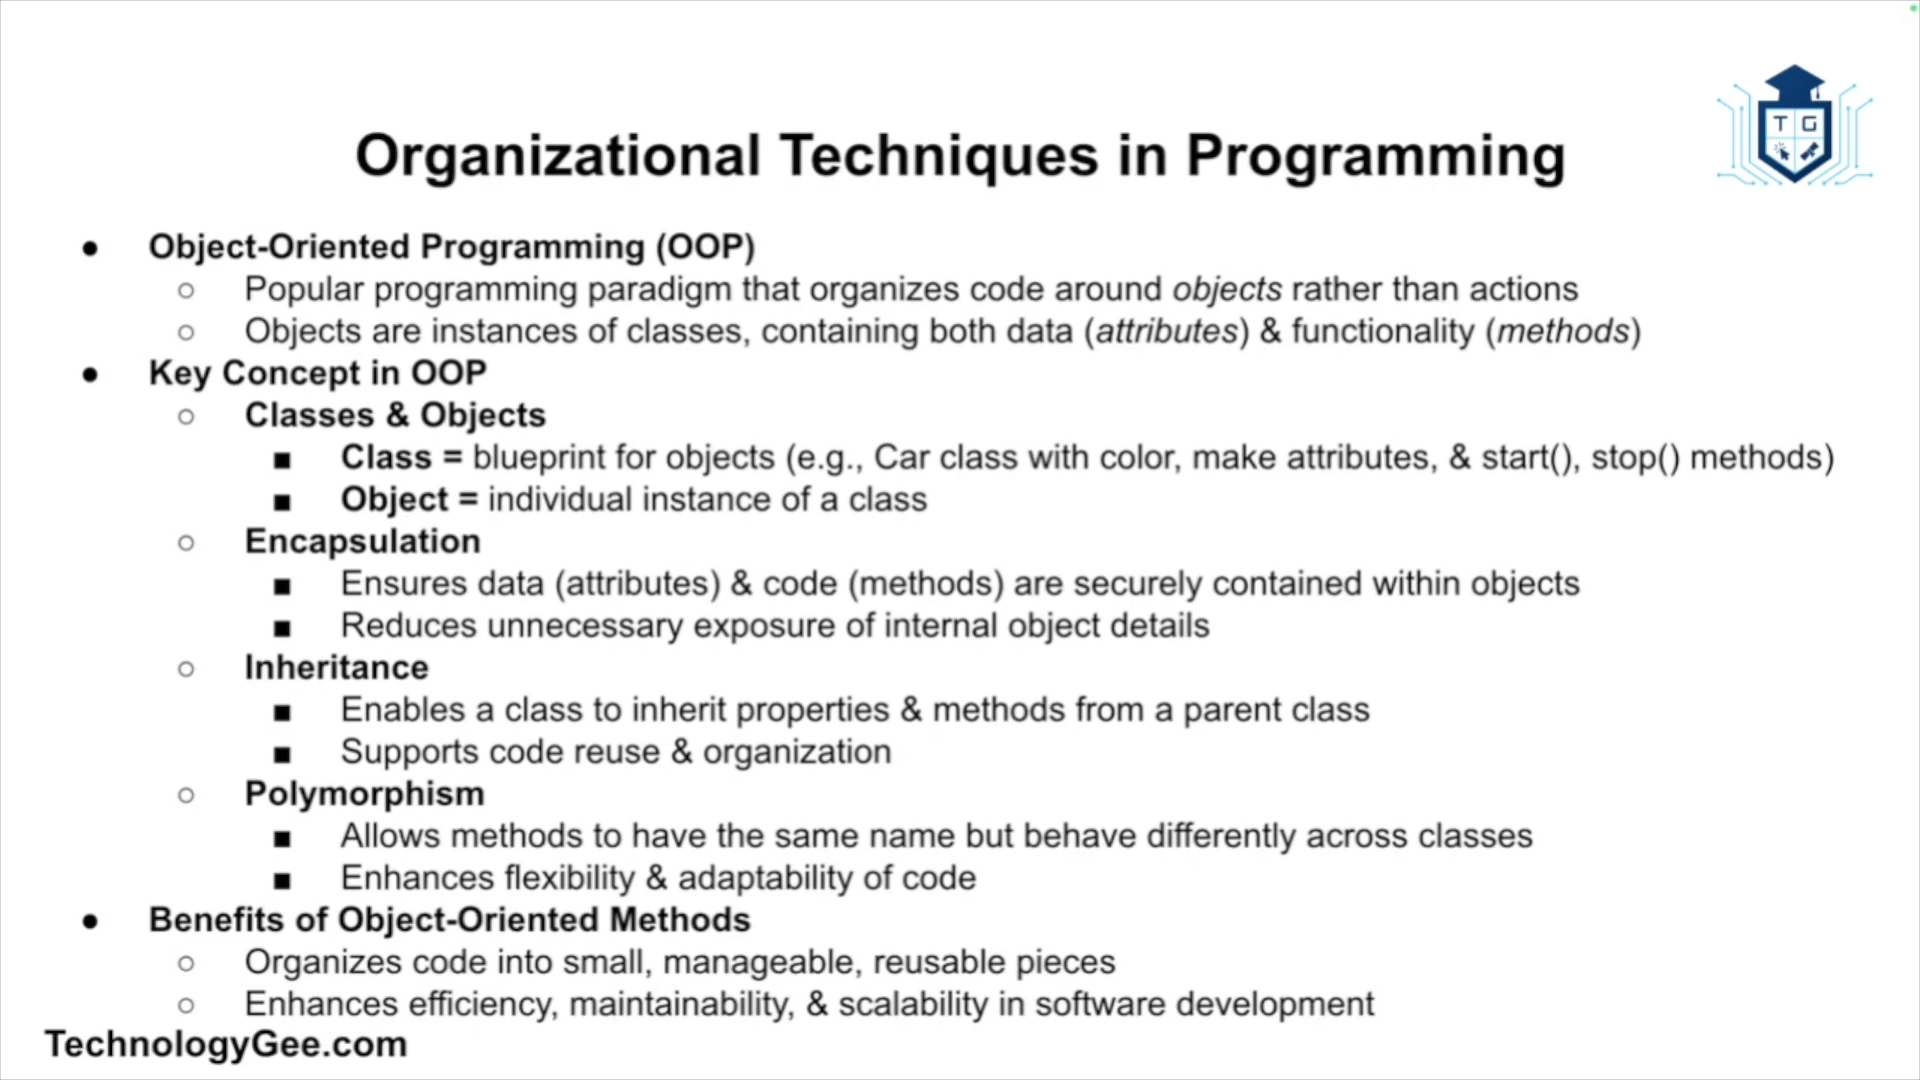 T G
Organizational Techniques in Programming
● Object-Oriented Programming (OOP)
○ Popular programming paradigm that organizes code around objects rather than actions
○ Objects are instances of classes, containing both data (attributes) & functionality (methods)
● Key Concept in OOP
○ Classes & Objects
■ Class = blueprint for objects (e.g., Car class with color, make attributes, & start(), stop() methods)
■ Object = individual instance of a class
○ Encapsulation
■ Ensures data (attributes) & code (methods) are securely contained within objects
■ Reduces unnecessary exposure of internal object details
○ Inheritance
■ Enables a class to inherit properties & methods from a parent class
■ Supports code reuse & organization
○ Polymorphism
■ Allows methods to have the same name but behave differently across classes
■ Enhances flexibility & adaptability of code
● Benefits of Object-Oriented Methods
○ Organizes code into small, manageable, reusable pieces
○ Enhances efficiency, maintainability, & scalability in software development
TechnologyGee.com